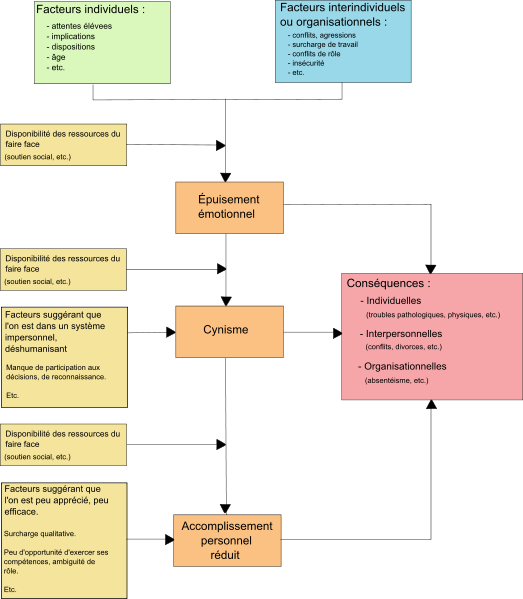 Facteurs individuels :
- attentes élévees
- implications
- dispositions
- âge
- etc.
Facteurs interindividuels
ou organisationnels :
- conflits, agressions
- surcharge de travail
- conflits de rôle
- insécurité
- etc.
Disponibilité des ressources du
faire face
(soutien social, etc.)
Épuisement
émotionnel
Disponibilité des ressources du
faire face
(soutien social, etc.)
Conséquences :
- Individuelles
(troubles pathologiques, physiques, etc.)
- Interpersonnelles
(conflits, divorces, etc.)
- Organisationnelles
(absentéisme, etc.)
Facteurs suggérant que
l'on est dans un système
impersonnel,
déshumanisant
Manque de participation aux
décisions, de reconnaissance.
Etc.
Cynisme
Disponibilité des ressources du
faire face
(soutien social, etc.)
Facteurs suggérant que
l'on est peu apprécié, peu
efficace.
Surcharge qualitative.
Peu d'opportunité d'exercer ses
compétences, ambiguité de
rôle.
Etc.
Accomplissement
personnel
réduit